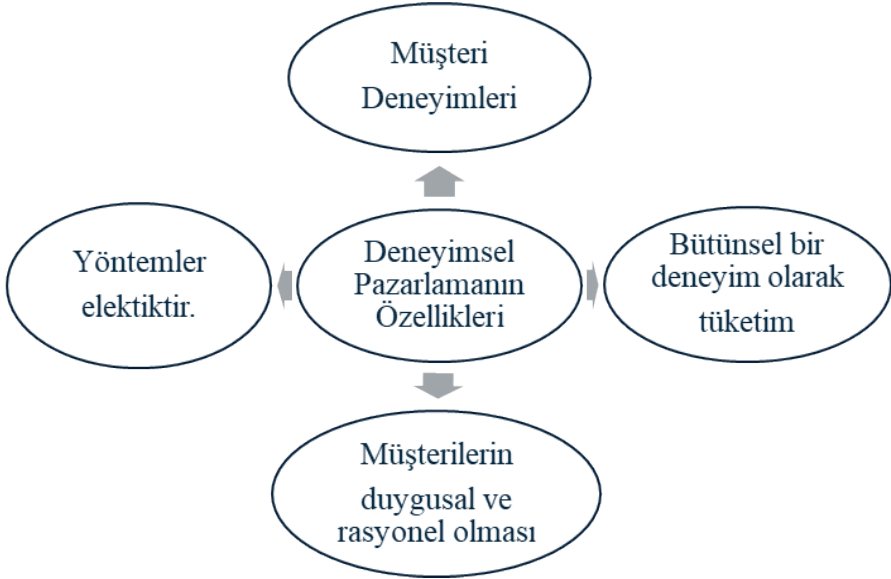 Müşteri
Deneyimleri
Yöntemler
elektiktir.
Deneyimsel
Pazarlamanın
Özellikleri
Bütünsel bir
deneyim olarak
tüketim
Müşterilerin
duygusal ve
rasyonel olması